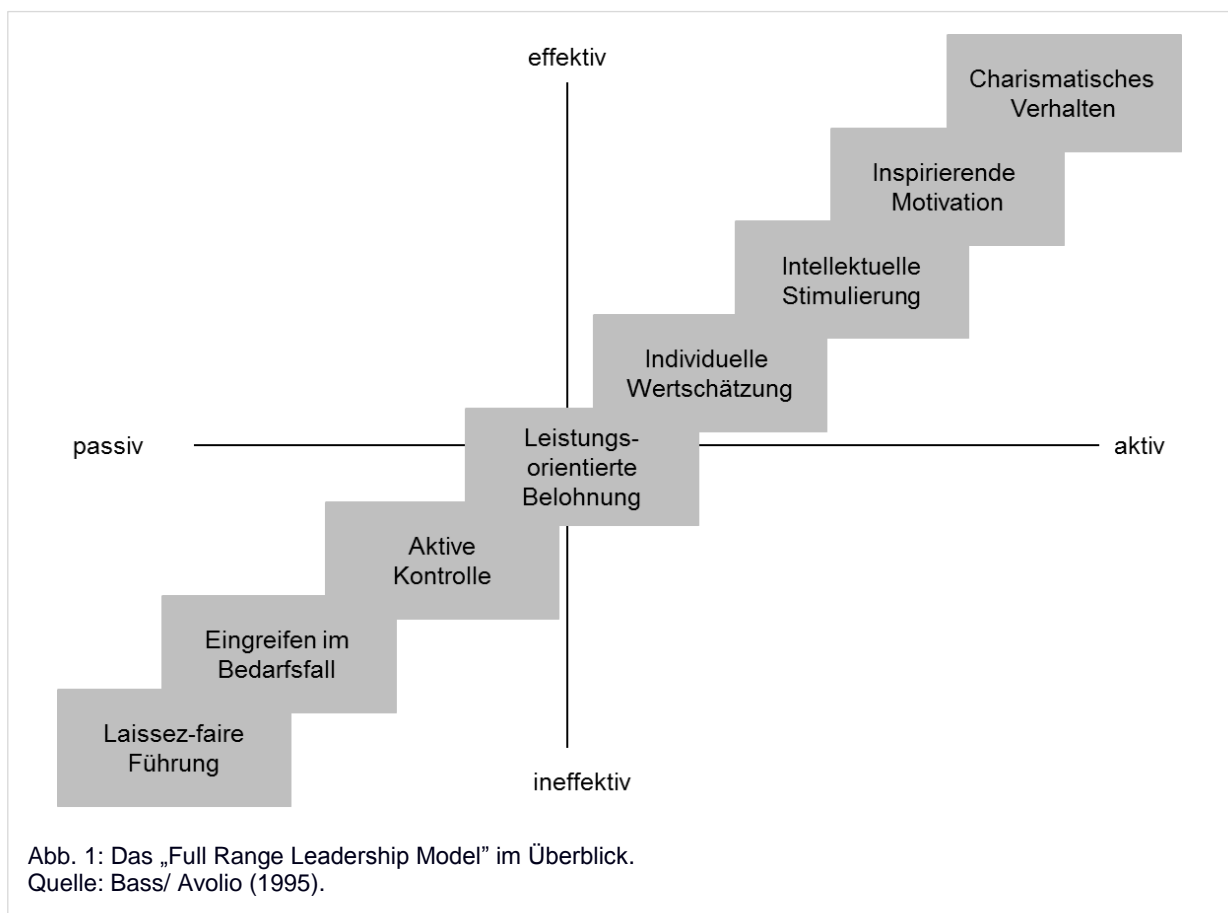 effektiv
Charismatisches
Verhalten
Inspirierende
Motivation
Intellektuelle
Stimulierung
Individuelle
Wertschätzung
passiv
Leistungs-
orientierte
Belohnung
aktiv
Aktive
Kontrolle
Eingreifen im
Bedarfsfall
Laissez-faire
Führung
ineffektiv
Abb. 1: Das „Full Range Leadership Model” im Überblick.
Quelle: Bass/ Avolio (1995).